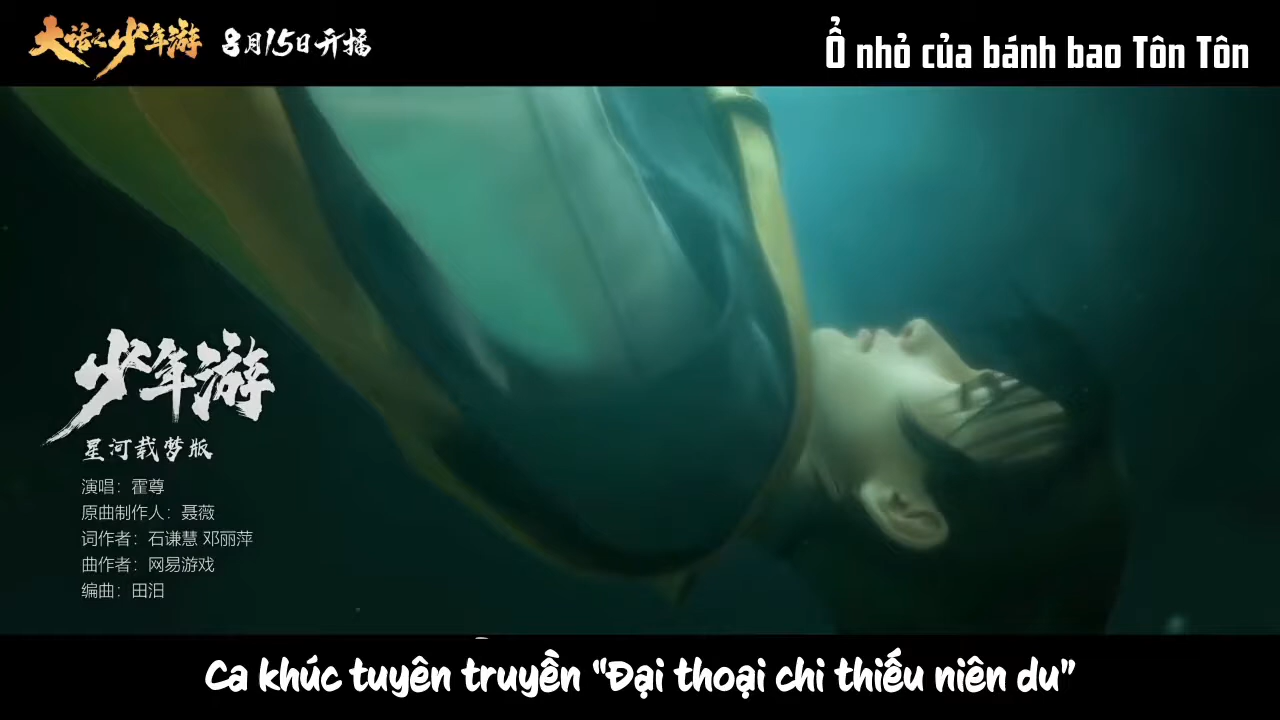 大话之少年游 8月15日开播
Ổ nhỏ của bánh bao Tôn Tôn
少年游
星河载梦版
演唱：霍尊
原曲制作人：聂薇
词作者：石谦慧 邓丽萍
曲作者：网易游戏
编曲：田汨
Ca khúc tuyên truyền "Đại thoại chi thiếu niên du"